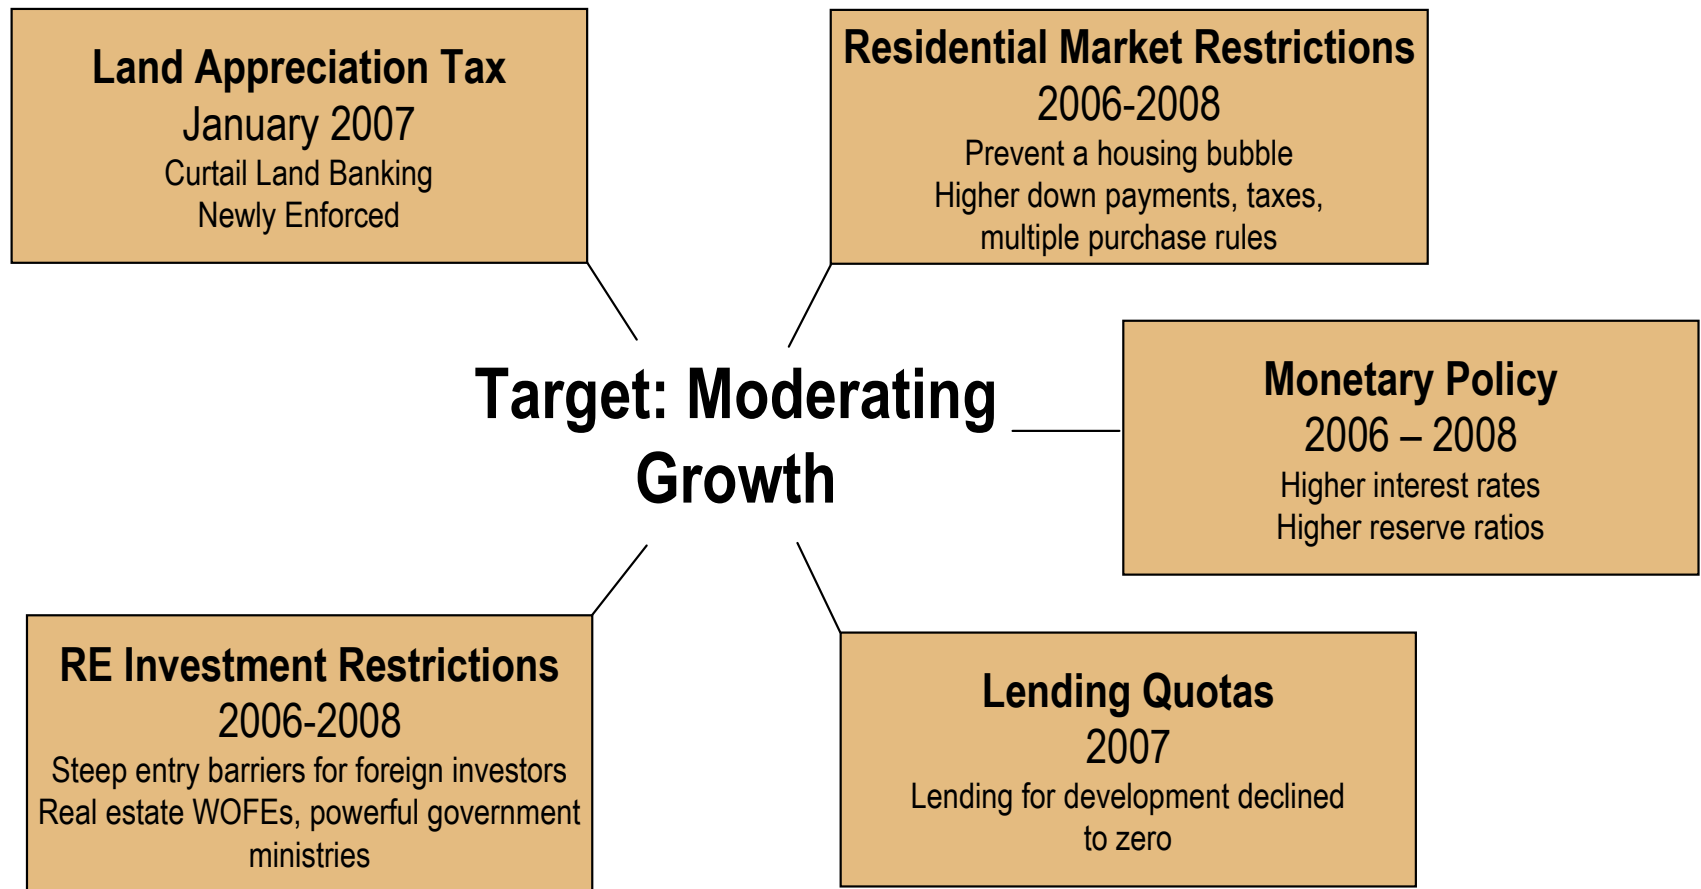 Land Appreciation Tax
January 2007
Curtail Land Banking
Newly Enforced
Residential Market Restrictions
2006-2008
Prevent a housing bubble
Higher down payments, taxes,
multiple purchase rules
Target: Moderating
Growth
Monetary Policy
2006 – 2008
Higher interest rates
Higher reserve ratios
RE Investment Restrictions
2006-2008
Steep entry barriers for foreign investors
Real estate WOFEs, powerful government
ministries
Lending Quotas
2007
Lending for development declined
to zero